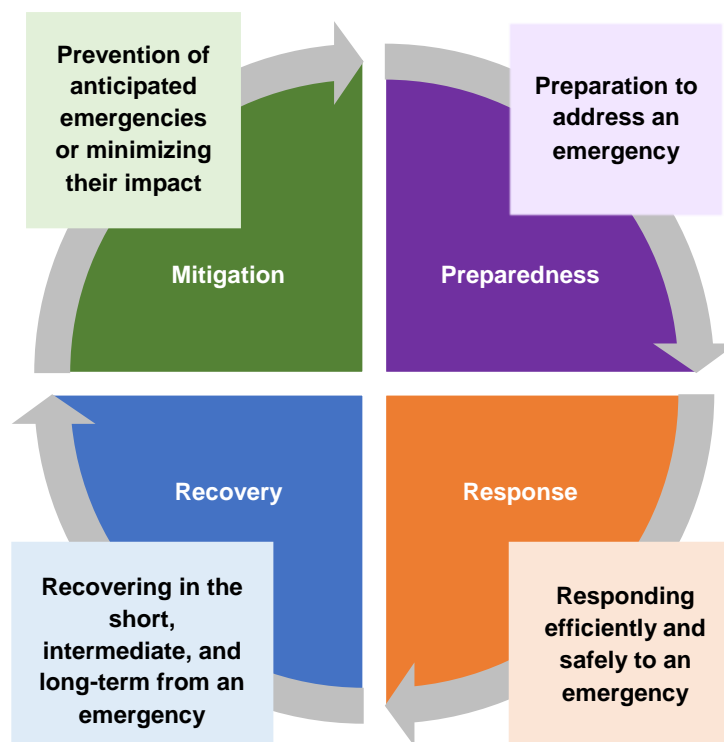 Prevention of
anticipated
emergencies
or minimizing
their impact
Mitigation
Preparation to
address an
emergency
Preparedness
Recovery
Recovering in the
short,
intermediate, and
long-term from an
emergency
Response
Responding
efficiently and
safely to an
emergency